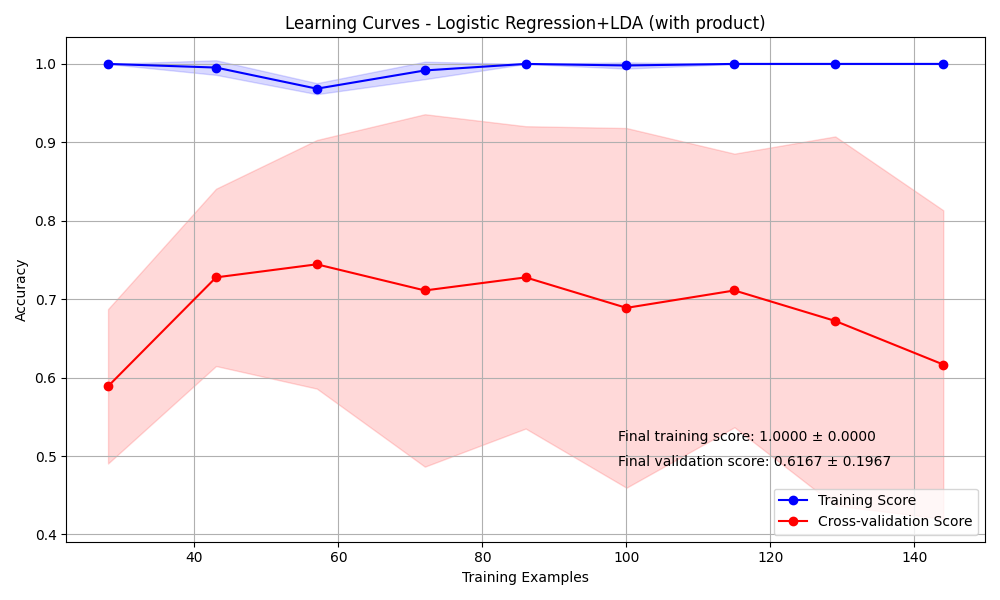 Learning Curves - Logistic Regression+LDA (with product)
1.0
0.9
0.8
0.7
0.6
0.5
0.4
Accuracy
Final training score: 1.0000 ± 0.0000
Final validation score: 0.6167 ± 0.1967
Training Score
Cross-validation Score
40 60 80 100 120 140
Training Examples